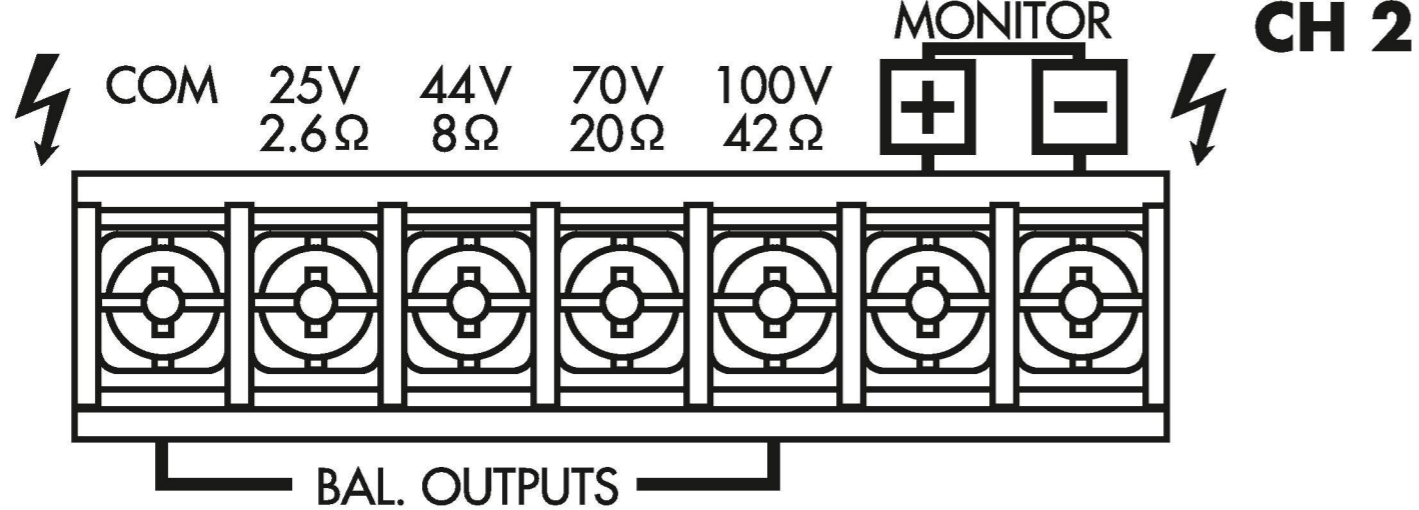 MONITOR
CH 2
COM 25V 44V 70V 100V + −
2.6Ω 8Ω 20Ω 42Ω
BAL. OUTPUTS